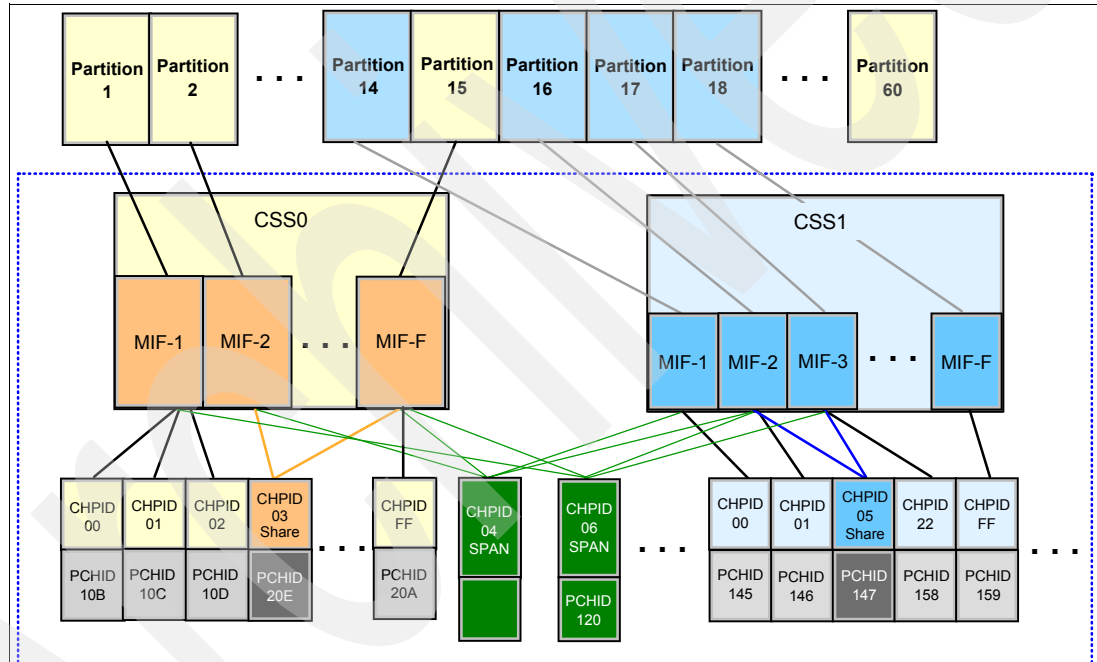 Partition
1
Partition
2
. . .
Partition
14
Partition
15
Partition
16
Partition
17
Partition
18
. . .
Partition
60
CSS0
CSS1
MIF-1
MIF-2
. . .
MIF-F
MIF-1
MIF-2
MIF-3
. . .
MIF-F
CHPID
00
CHPID
01
CHPID
02
CHPID
03
Share
. . .
CHPID
FF
CHPID
04
SPAN
CHPID
06
SPAN
. . .
CHPID
00
CHPID
01
CHPID
05
Share
CHPID
22
CHPID
FF
. . .
PCHID
10B
PCHID
10C
PCHID
10D
PCHID
20E
PCHID
20A
PCHID
120
PCHID
145
PCHID
146
PCHID
147
PCHID
158
PCHID
159